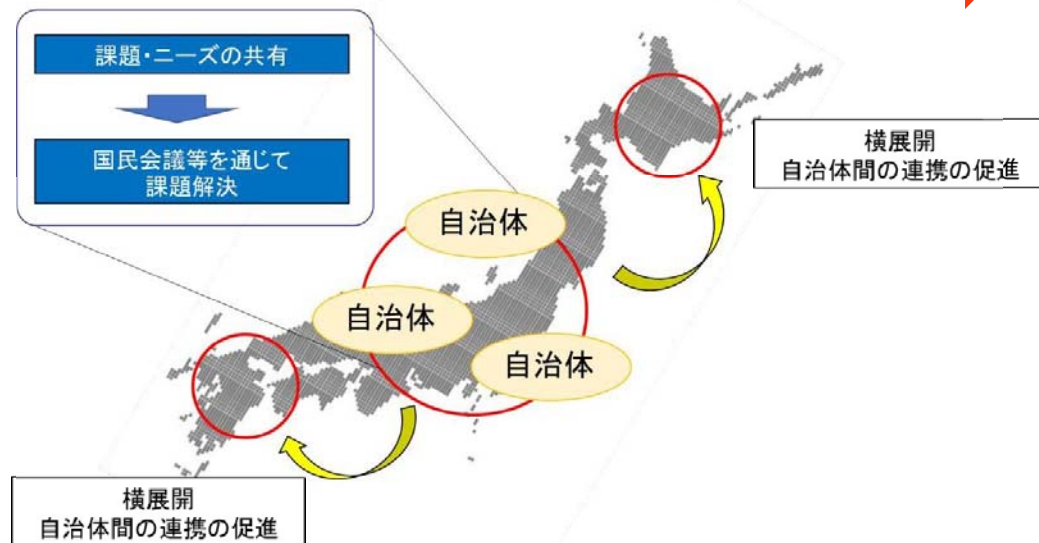 課題・ニーズの共有
国民会議等を通じて
課題解決
横展開
自治体間の連携の促進
自治体
自治体
自治体
横展開
自治体間の連携の促進